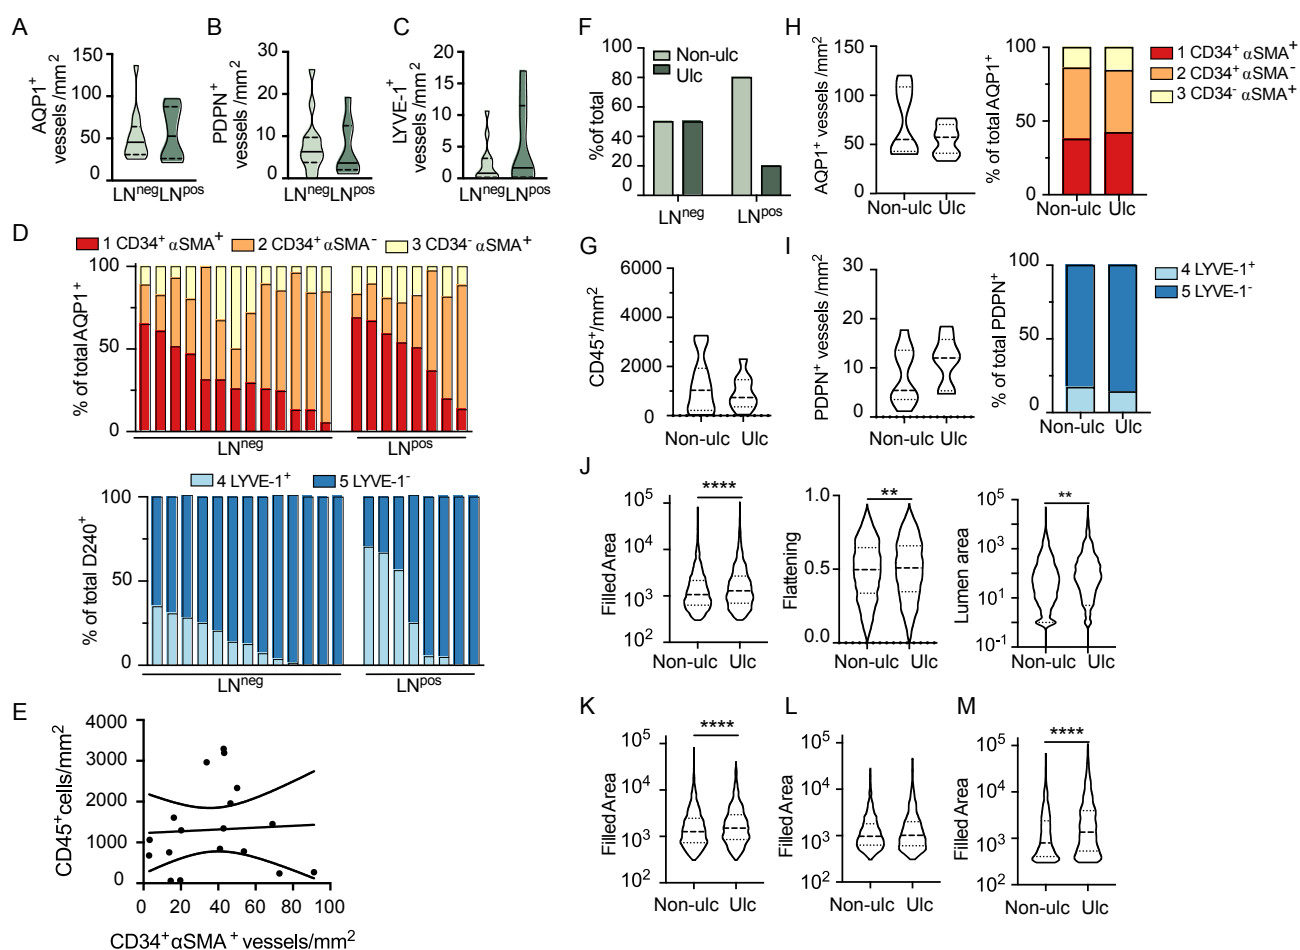 A
AQP1⁺
vessels /mm²
150
100
50
0
LNⁿᵉᵍ LNᵖᵒˢ
B
PDPN⁺
vessels /mm²
30
20
10
0
LNⁿᵉᵍ LNᵖᵒˢ
C
LYVE-1⁺
vessels /mm²
20
15
10
5
0
LNⁿᵉᵍ LNᵖᵒˢ
D
1 CD34⁺ αSMA⁺ 2 CD34⁺ αSMA⁻ 3 CD34⁻ αSMA⁺
% of total AQP1⁺
100
50
0
LNⁿᵉᵍ LNᵖᵒˢ
4 LYVE-1⁺ 5 LYVE-1⁻
% of total D240⁺
100
50
0
LNⁿᵉᵍ LNᵖᵒˢ
E
CD45⁺cells/mm²
4000
3000
2000
1000
0
0 20 40 60 80 100
CD34⁺αSMA⁺ vessels/mm²
F
%of total
100
80
60
40
20
0
Non-ulc
Ulc
LNⁿᵉᵍ LNᵖᵒˢ
G
CD45⁺/mm²
6000
4000
2000
0
Non-ulc Ulc
H
AQP1⁺ vessels /mm²
150
100
50
0
Non-ulc Ulc
% of total AQP1⁺
100
50
0
Non-ulc Ulc
1 CD34⁺ αSMA⁺
2 CD34⁺ αSMA⁻
3 CD34⁻ αSMA⁺
I
PDPN⁺ vessels /mm²
30
20
10
0
Non-ulc Ulc
% of total PDPN⁺
100
50
0
Non-ulc Ulc
4 LYVE-1⁺
5 LYVE-1⁻
J
Filled Area
10⁵
10⁴
10³
10²
****
Non-ulc Ulc
Flattening
1.0
0.5
0.0
**
Non-ulc Ulc
Lumen area
10⁵
10³
10¹
10⁻¹
**
Non-ulc Ulc
K
Filled Area
10⁵
10⁴
10³
10²
****
Non-ulc Ulc
L
Filled Area
10⁵
10⁴
10³
10²
Non-ulc Ulc
M
Filled Area
10⁵
10⁴
10³
10²
****
Non-ulc Ulc